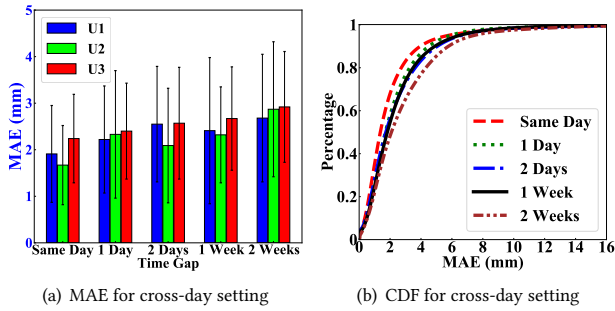 5
4
3
2
1
0
MAE (mm)
U1
U2
U3
Same Day 1 Day 2 Days 1 Week 2 Weeks
Time Gap
(a) MAE for cross-day setting
1
0.8
0.6
0.4
0.2
0
Percentage
Same Day
1 Day
2 Days
1 Week
2 Weeks
0 2 4 6 8 10 12 14 16
MAE (mm)
(b) CDF for cross-day setting